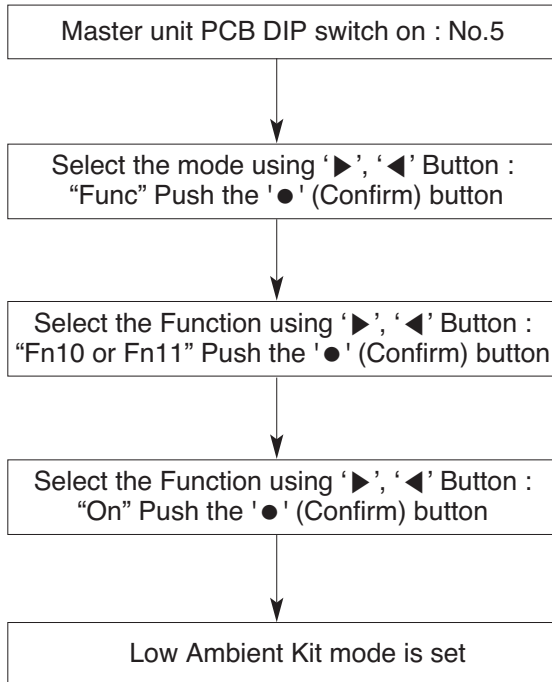 Master unit PCB DIP switch on : No.5
Select the mode using ‘▶’, ‘◀’ Button :
“Func” Push the '●' (Confirm) button
Select the Function using ‘▶’, ‘◀’ Button :
“Fn10 or Fn11” Push the '●' (Confirm) button
Select the Function using ‘▶’, ‘◀’ Button :
“On” Push the '●' (Confirm) button
Low Ambient Kit mode is set